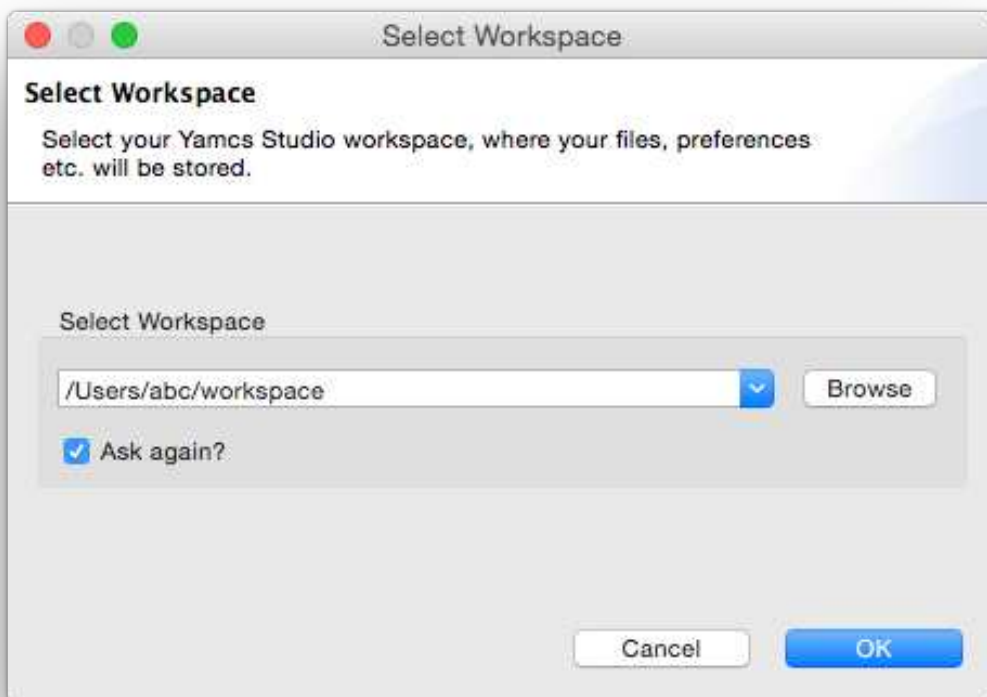 Select Workspace
Select Workspace
Select your Yamcs Studio workspace, where your files, preferences
etc. will be stored.
Select Workspace
/Users/abc/workspace
Browse
Ask again?
Cancel
OK